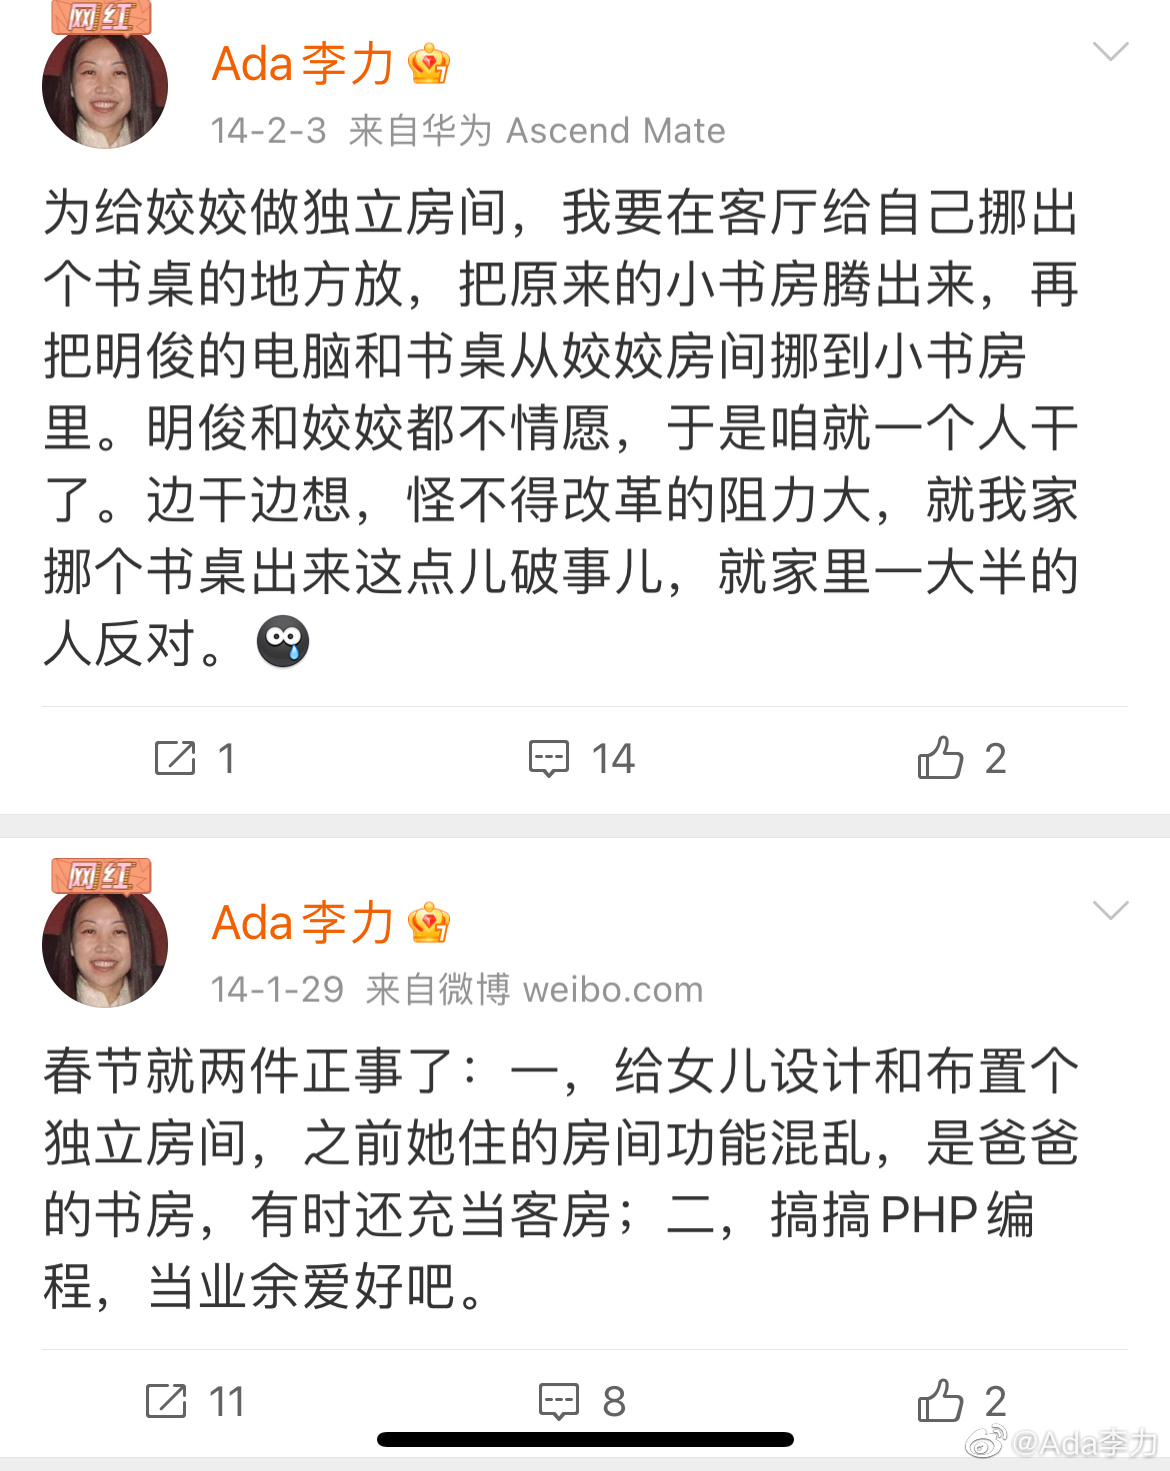 网红
Ada李力
14-2-3 来自华为 Ascend Mate
为给姣姣做独立房间，我要在客厅给自己挪出
个书桌的地方放，把原来的小书房腾出来，再
把明俊的电脑和书桌从姣姣房间挪到小书房
里。明俊和姣姣都不情愿，于是咱就一个人干
了。边干边想，怪不得改革的阻力大，就我家
挪个书桌出来这点儿破事儿，就家里一大半的
人反对。
1 14 2
网红
Ada李力
14-1-29 来自微博 weibo.com
春节就两件正事了：一，给女儿设计和布置个
独立房间，之前她住的房间功能混乱，是爸爸
的书房，有时还充当客房；二，搞搞PHP编
程，当业余爱好吧。
11 8 2
@Ada李力